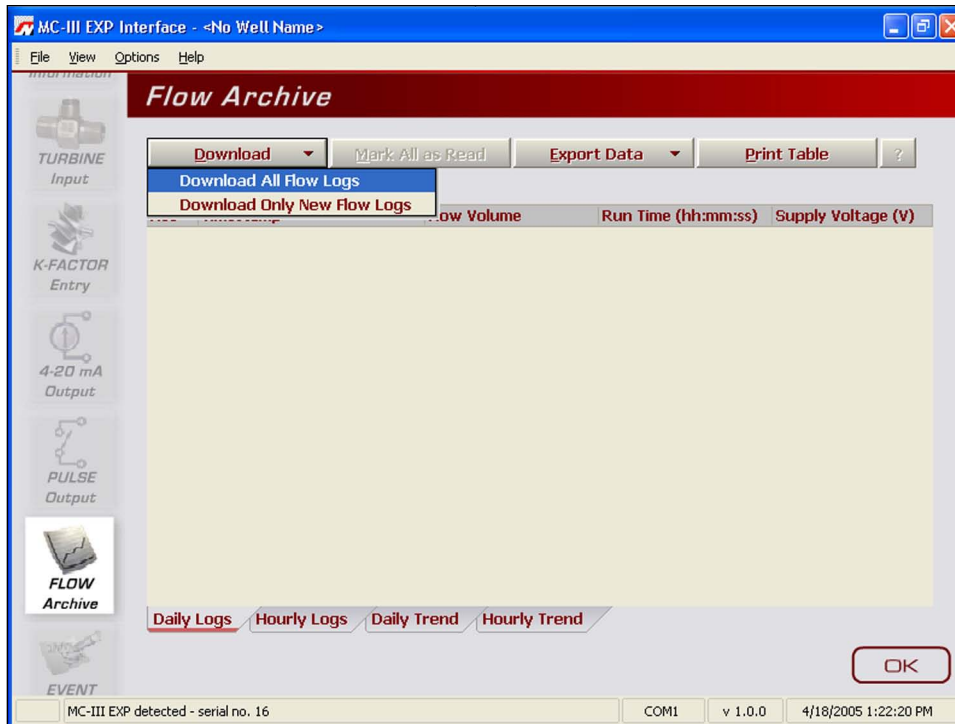 MC-III EXP Interface - <No Well Name>
File View Options Help
Information
Flow Archive
TURBINE
Input
K-FACTOR
Entry
4-20 mA
Output
PULSE
Output
FLOW
Archive
EVENT
Download Mark All as Read Export Data Print Table ?
Download All Flow Logs
Download Only New Flow Logs
Flow Volume Run Time (hh:mm:ss) Supply Voltage (V)
Daily Logs Hourly Logs Daily Trend Hourly Trend
OK
MC-III EXP detected - serial no. 16 COM1 v 1.0.0 4/18/2005 1:22:20 PM